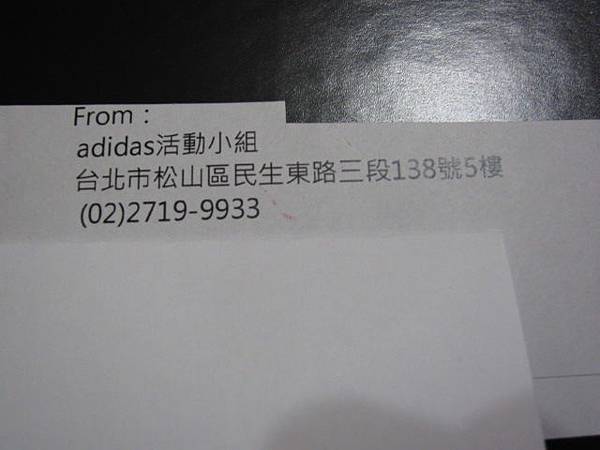 From：
adidas活動小組
台北市松山區民生東路三段138號5樓
(02)2719-9933